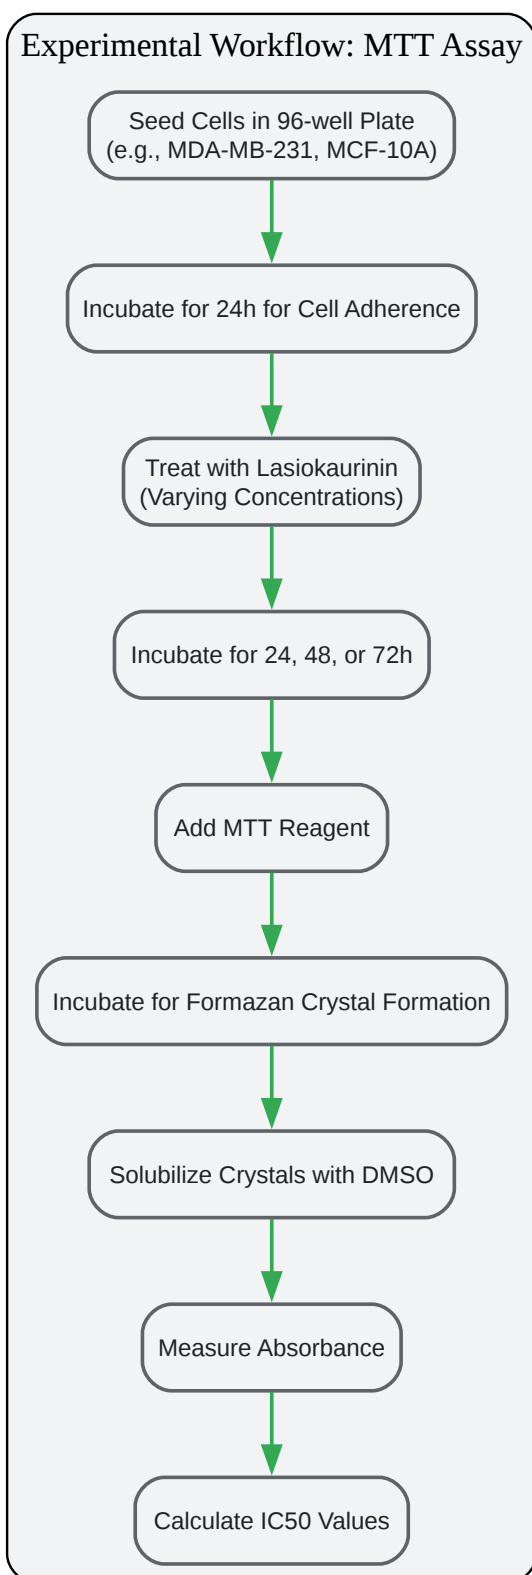 Experimental Workflow: MTT Assay
Seed Cells in 96-well Plate
(e.g., MDA-MB-231, MCF-10A)
Incubate for 24h for Cell Adherence
Treat with Lasiokaurinin
(Varying Concentrations)
Incubate for 24, 48, or 72h
Add MTT Reagent
Incubate for Formazan Crystal Formation
Solubilize Crystals with DMSO
Measure Absorbance
Calculate IC50 Values